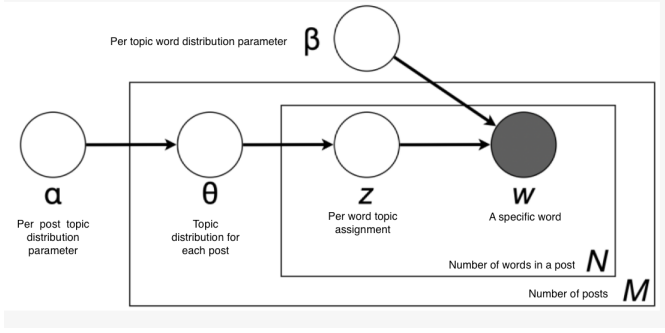 Per topic word distribution parameter β
α
θ
z
w
Per post topic
distribution
parameter
Topic
distribution for
each post
Per word topic
assignment
A specific word
Number of words in a post N
Number of posts M